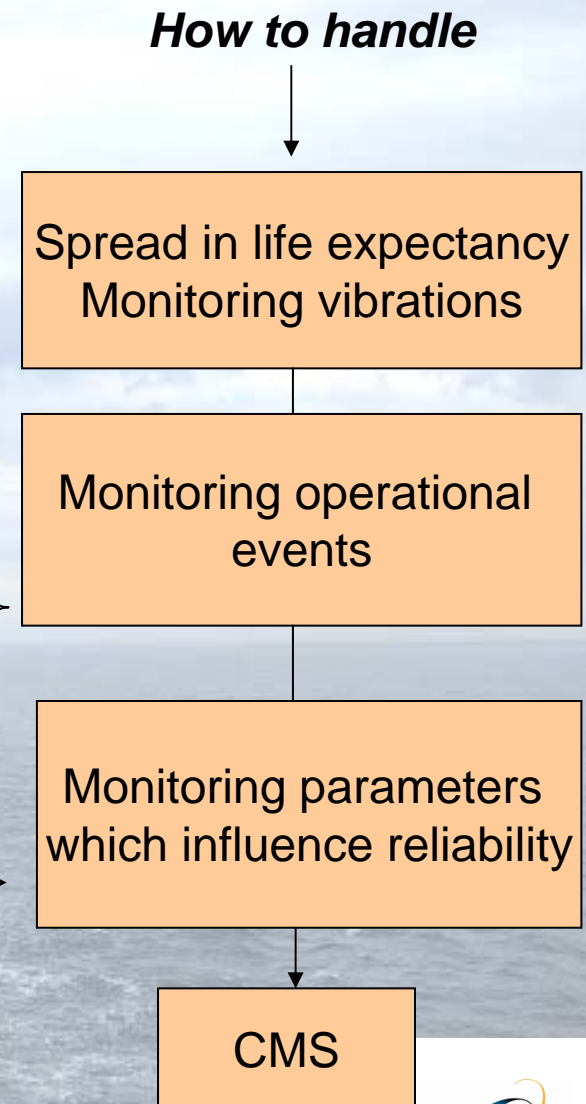 How to handle
Spread in life expectancy
Monitoring vibrations
Monitoring operational
events
Monitoring parameters
which influence reliability
CMS